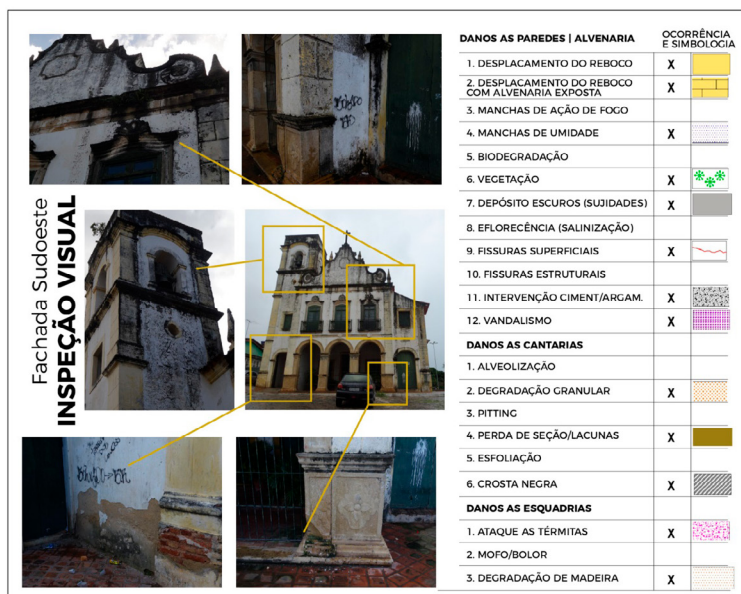 Fachada Sudoeste
INSPEÇÃO VISUAL
DANOS AS PAREDES | ALVENARIA
OCORRÊNCIA
E SIMBOLOGIA
1. DESPLACAMENTO DO REBOCO X
2. DESPLACAMENTO DO REBOCO
COM ALVENARIA EXPOSTA X
3. MANCHAS DE AÇÃO DE FOGO
4. MANCHAS DE UMIDADE X
5. BIODEGRADAÇÃO
6. VEGETAÇÃO X
7. DEPÓSITO ESCUROS (SUJIDADES) X
8. EFLORECÊNCIA (SALINIZAÇÃO)
9. FISSURAS SUPERFICIAIS X
10. FISSURAS ESTRUTURAIS
11. INTERVENÇÃO CIMENT/ARGAM. X
12. VANDALISMO X
DANOS AS CANTARIAS
1. ALVEOLIZAÇÃO
2. DEGRADAÇÃO GRANULAR X
3. PITTING
4. PERDA DE SEÇÃO/LACUNAS X
5. ESFOLIAÇÃO
6. CROSTA NEGRA X
DANOS AS ESQUADRIAS
1. ATAQUE AS TÉRMITAS X
2. MOFO/BOLOR
3. DEGRADAÇÃO DE MADEIRA X